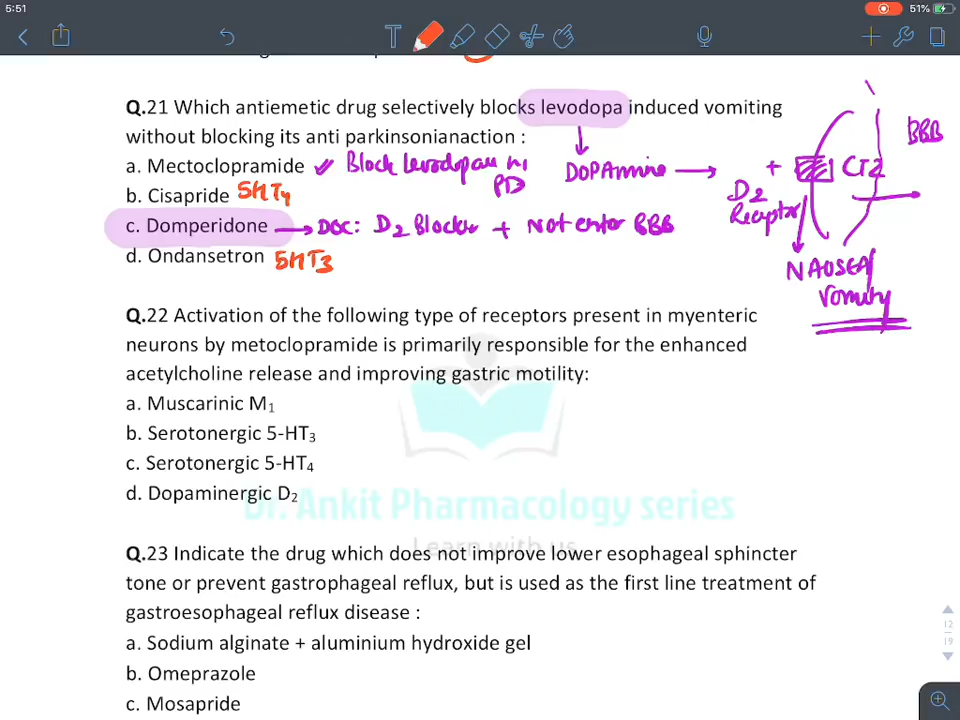 5:51
51%
T
Q.21 Which antiemetic drug selectively blocks levodopa induced vomiting
without blocking its anti parkinsonianaction :
a. Mectoclopramide ✓ Block levodopa in
PD
b. Cisapride 5HT4
c. Domperidone → DOC: D2 Blocker + Not enter BBB
d. Ondansetron 5HT3
DOPAmine →
+
D2
Receptor
CTZ
BBB
NAUSEA/
Vomity
Q.22 Activation of the following type of receptors present in myenteric
neurons by metoclopramide is primarily responsible for the enhanced
acetylcholine release and improving gastric motility:
a. Muscarinic M1
b. Serotonergic 5-HT3
c. Serotonergic 5-HT4
d. Dopaminergic D2
Dr. Ankit Pharmacology series
Learn with us
Q.23 Indicate the drug which does not improve lower esophageal sphincter
tone or prevent gastrophageal reflux, but is used as the first line treatment of
gastroesophageal reflux disease :
a. Sodium alginate + aluminium hydroxide gel
b. Omeprazole
c. Mosapride
12
19